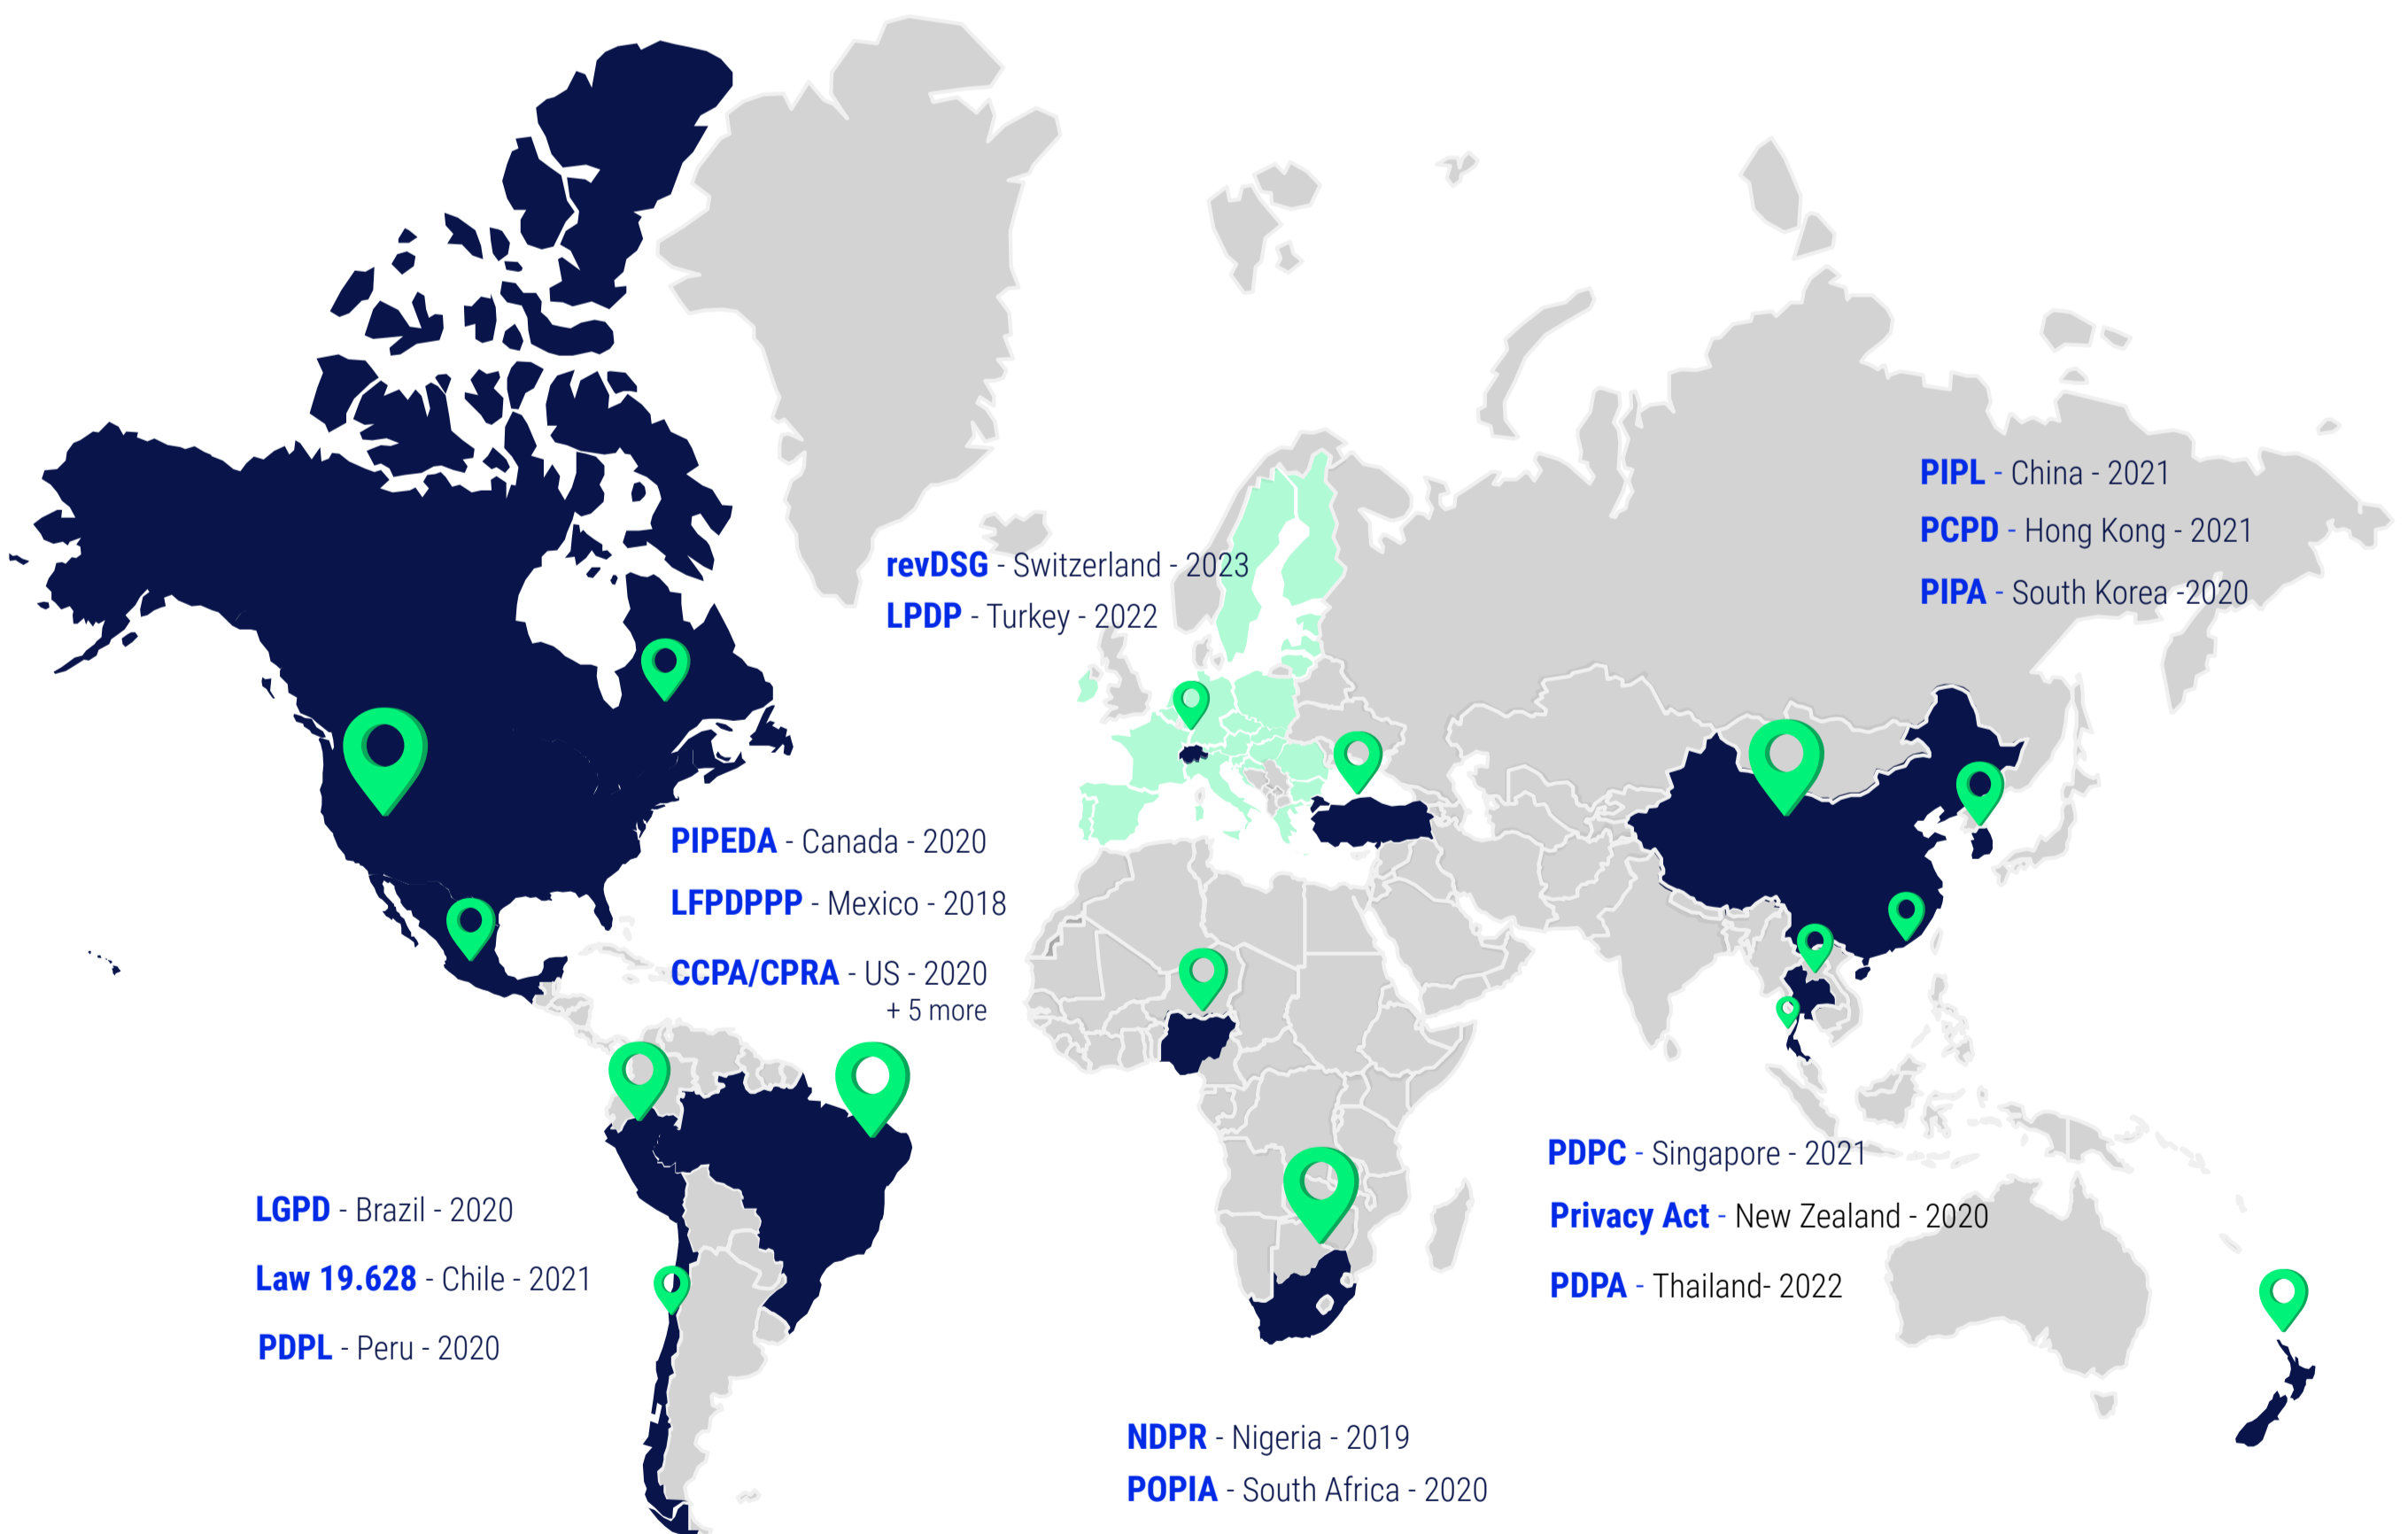 PIPL - China - 2021
PCPD - Hong Kong - 2021
PIPA - South Korea -2020
revDSG - Switzerland - 2023
LPDP - Turkey - 2022
PIPEDA - Canada - 2020
LFPDPPP - Mexico - 2018
CCPA/CPRA - US - 2020
+ 5 more
LGPD - Brazil - 2020
Law 19.628 - Chile - 2021
PDPL - Peru - 2020
PDPC - Singapore - 2021
Privacy Act - New Zealand - 2020
PDPA - Thailand- 2022
NDPR - Nigeria - 2019
POPIA - South Africa - 2020